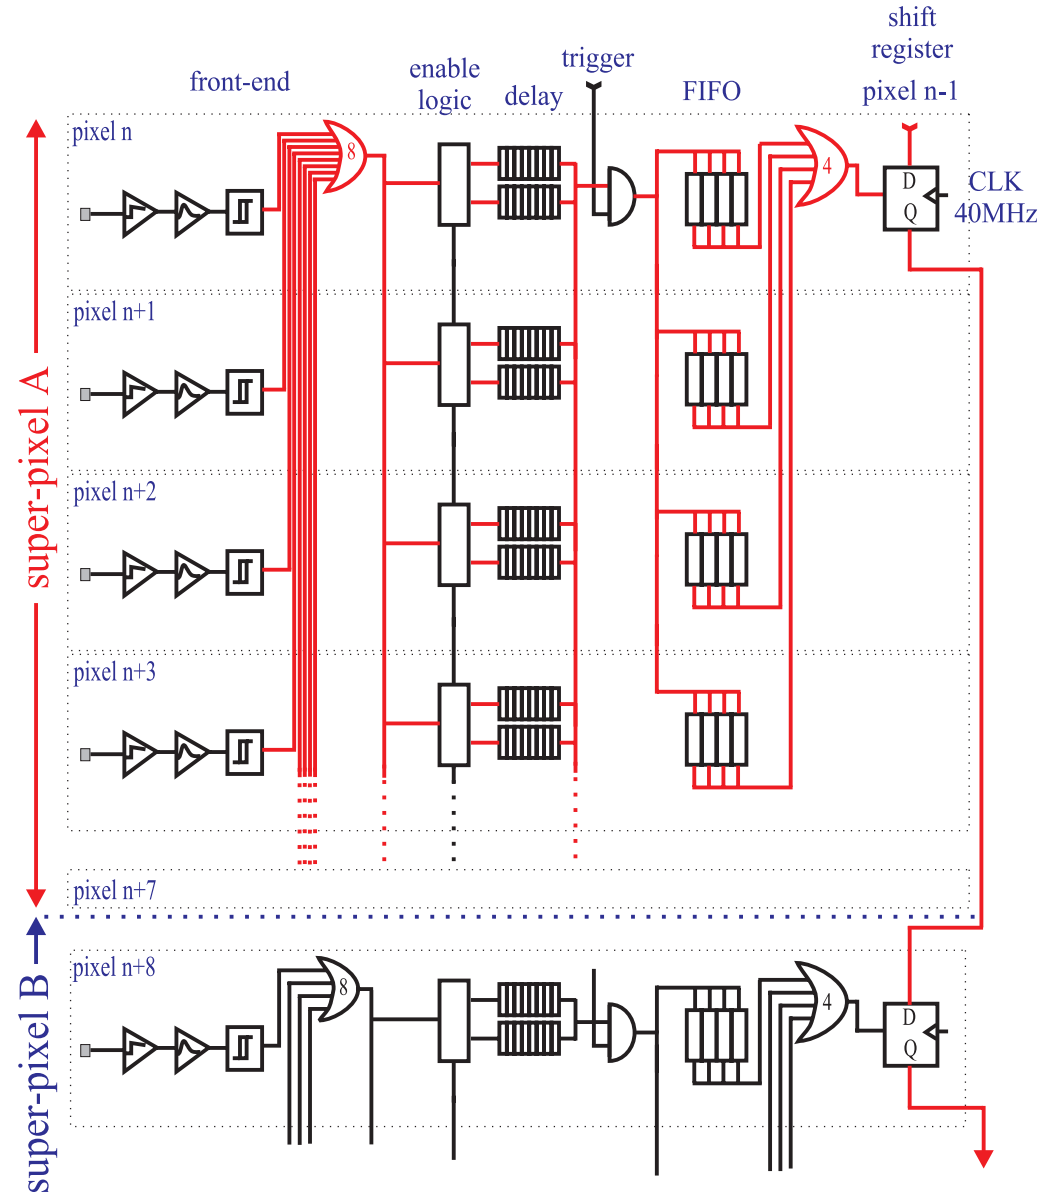 shift
register
pixel n-1
trigger
enable
logic
front-end
delay
FIFO
pixel n
8
4
D
Q
CLK
40MHz
pixel n+1
super-pixel A
pixel n+2
pixel n+3
pixel n+7
super-pixel B
pixel n+8
8
4
D
Q